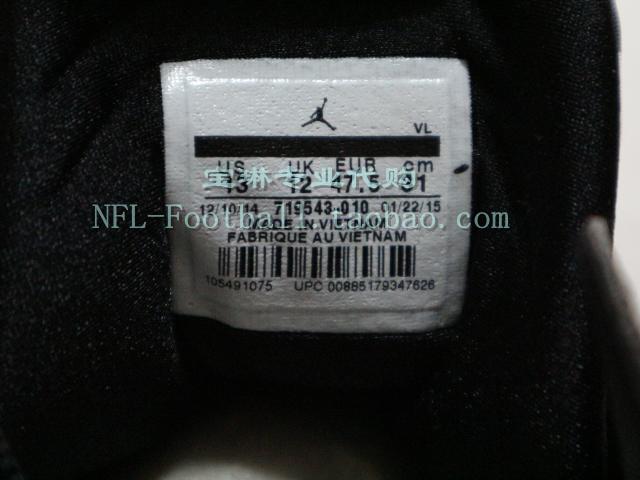 VL
US UK EUR cm
13 12 47.5 31
宝琳专业代购
12/10/14 719543-010 01/22/15
NFL-Football.taobao.com
MADE IN VIETNAM
FABRIQUE AU VIETNAM
105491075 UPC 00885179347626